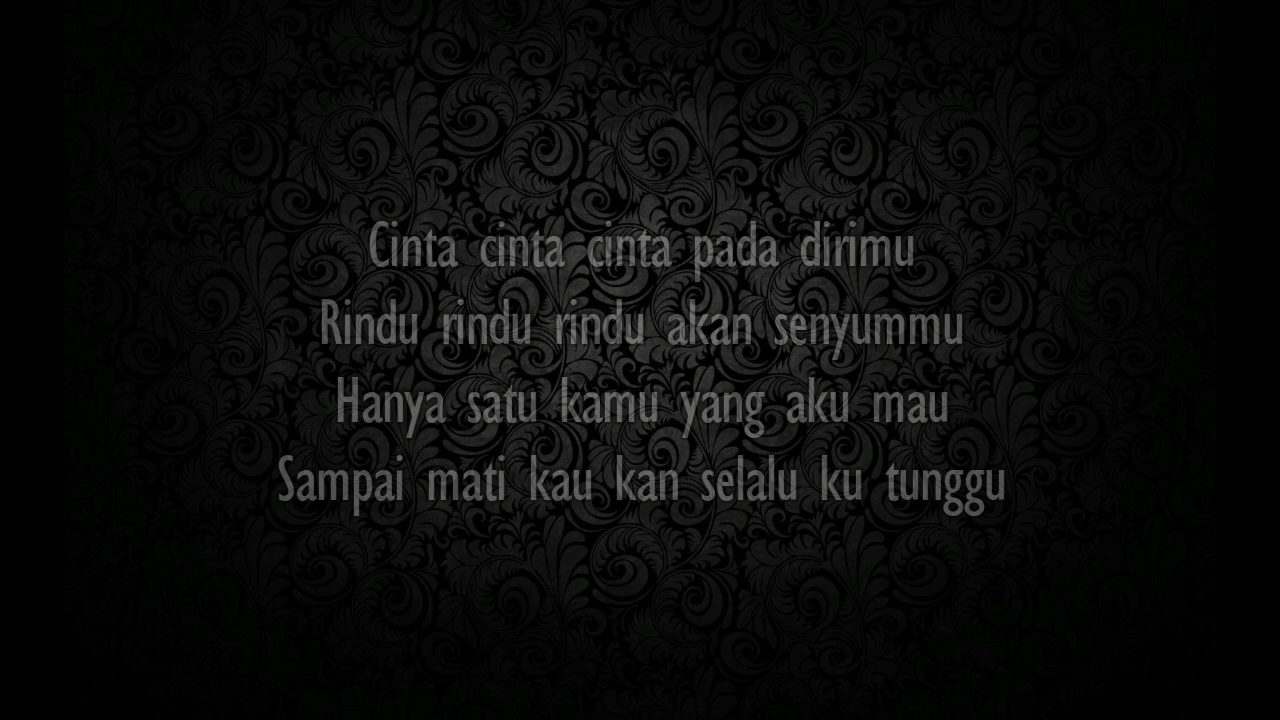 Cinta cinta cinta pada dirimu
Rindu rindu rindu akan senyummu
Hanya satu kamu yang aku mau
Sampai mati kau kan selalu ku tunggu